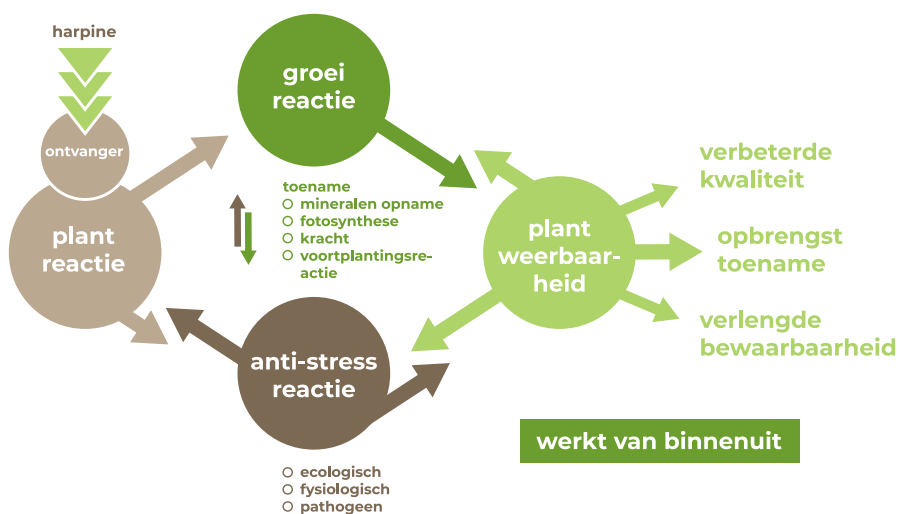 harpine
ontvanger
plant
reactie
groei
reactie
toename
mineralen opname
fotosynthese
kracht
voortplantingsre-
actie
anti-stress
reactie
ecologisch
fysiologisch
pathogeen
plant
weerbaar-
heid
verbeterde
kwaliteit
opbrengst
toename
verlengde
bewaarbaarheid
werkt van binnenuit